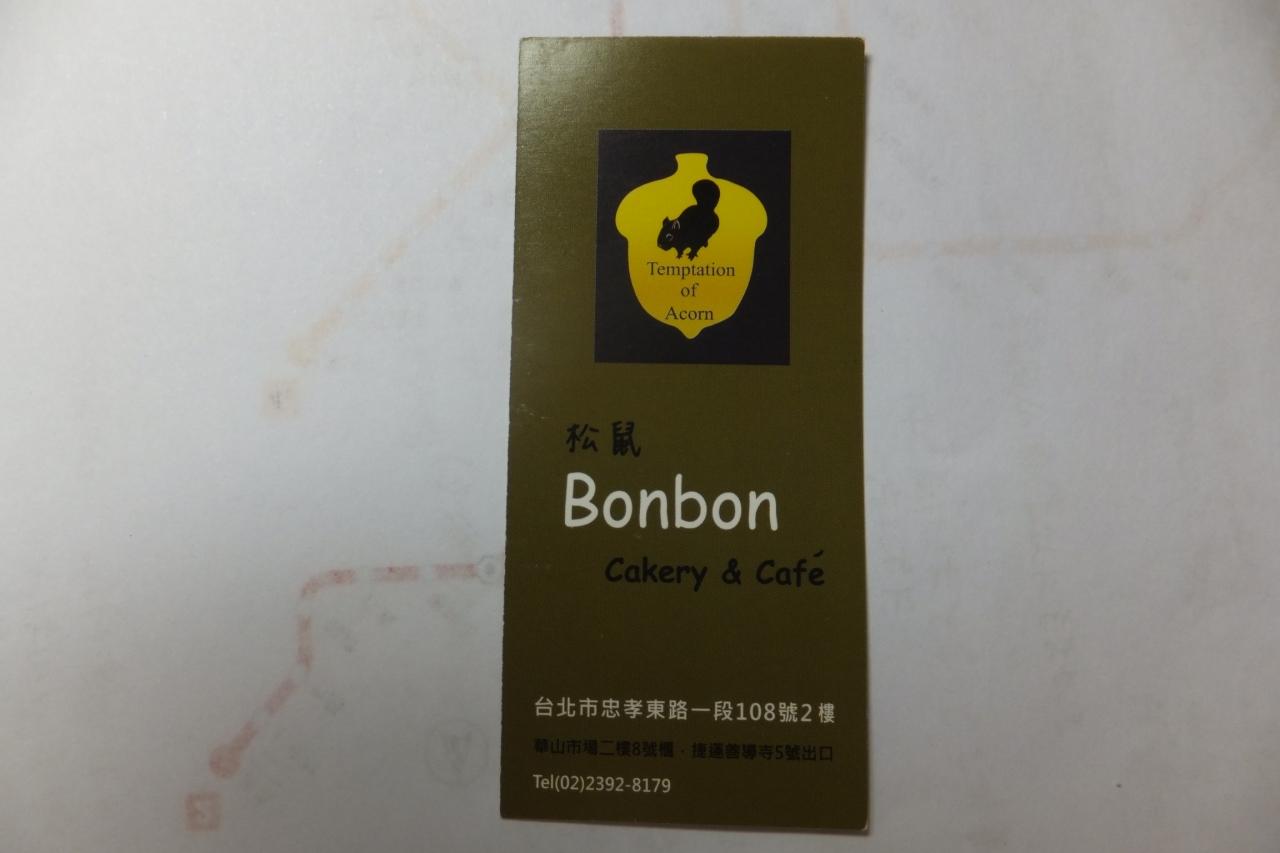 Temptation
of
Acorn
松鼠
Bonbon
Cakery & Café
台北市忠孝東路一段108號2樓
華山市場二樓8號櫃．捷運善導寺5號出口
Tel(02)2392-8179